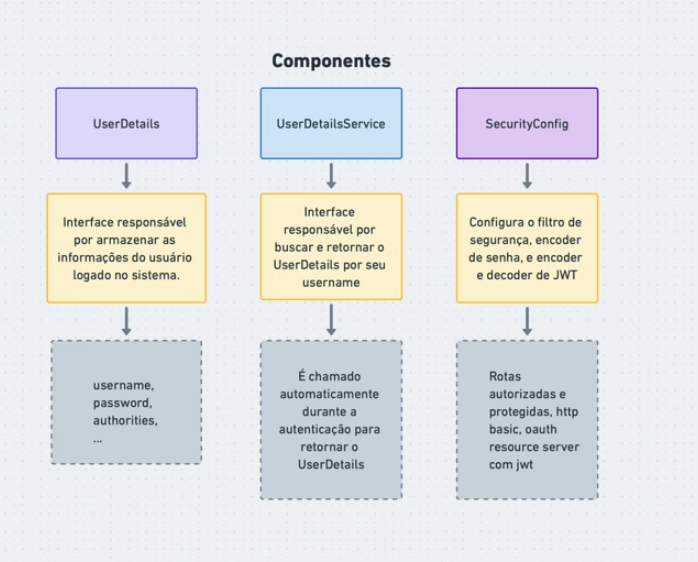 Componentes
UserDetails
Interface responsável
por armazenar as
informações do usuário
logado no sistema.
username,
password,
authorities,
...
UserDetailsService
Interface
responsável por
buscar e retornar o
UserDetails por seu
username
É chamado
automaticamente
durante a
autenticação para
retornar o
UserDetails
SecurityConfig
Configura o filtro de
segurança, encoder
de senha, e encoder
e decoder de JWT
Rotas
autorizadas e
protegidas, http
basic, oauth
resource server
com jwt